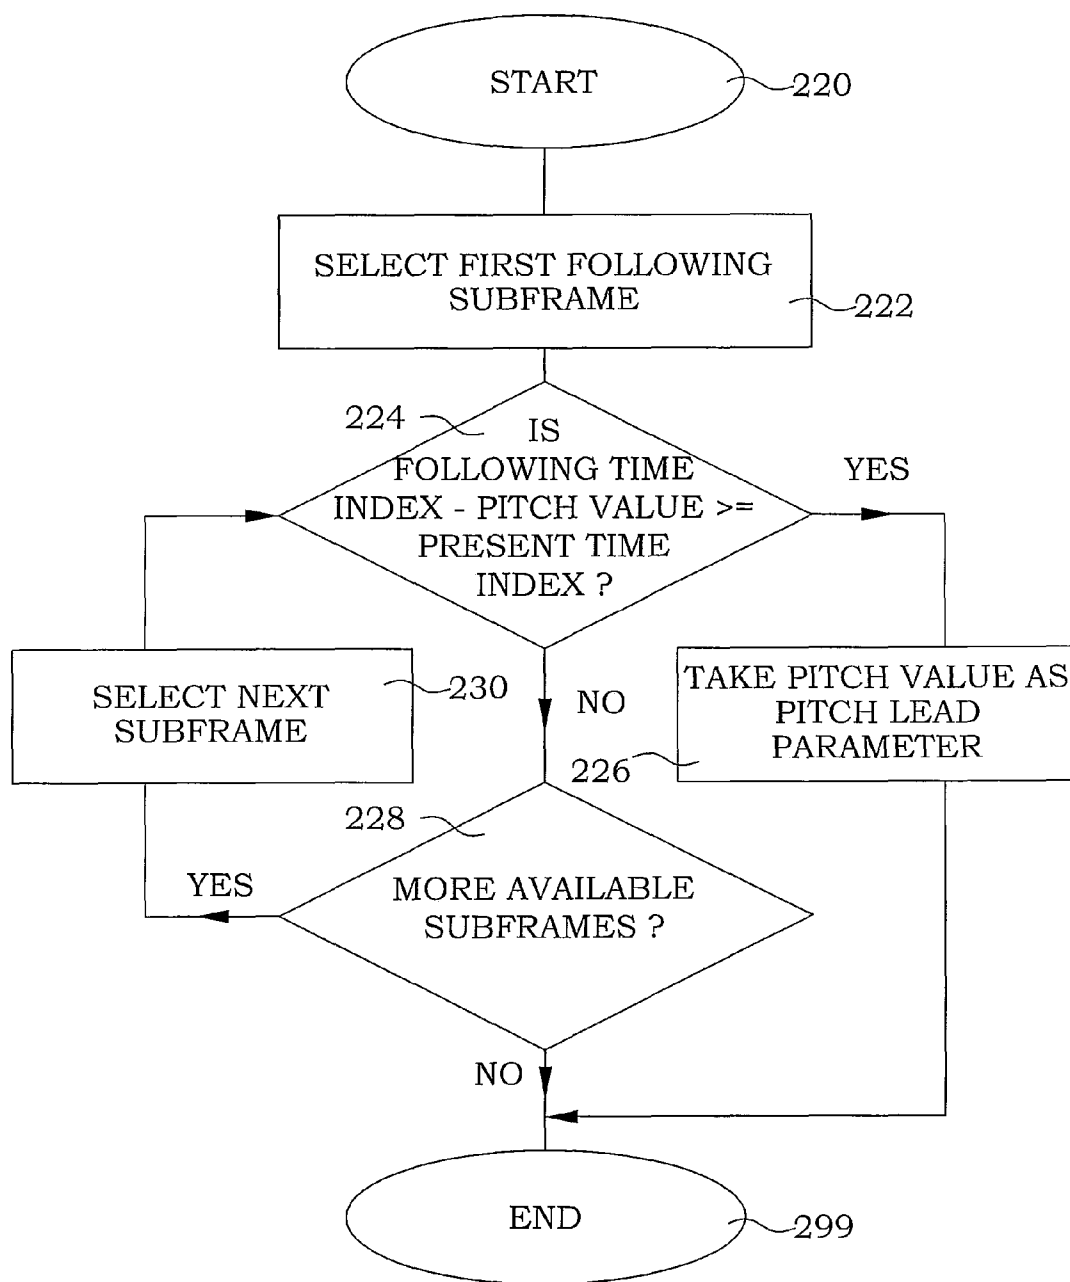 START
220
SELECT FIRST FOLLOWING
SUBFRAME
222
224
IS
FOLLOWING TIME
INDEX - PITCH VALUE >=
PRESENT TIME
INDEX ?
YES
SELECT NEXT
SUBFRAME
230
NO
TAKE PITCH VALUE AS
PITCH LEAD
PARAMETER
226
228
YES
MORE AVAILABLE
SUBFRAMES ?
NO
END
299